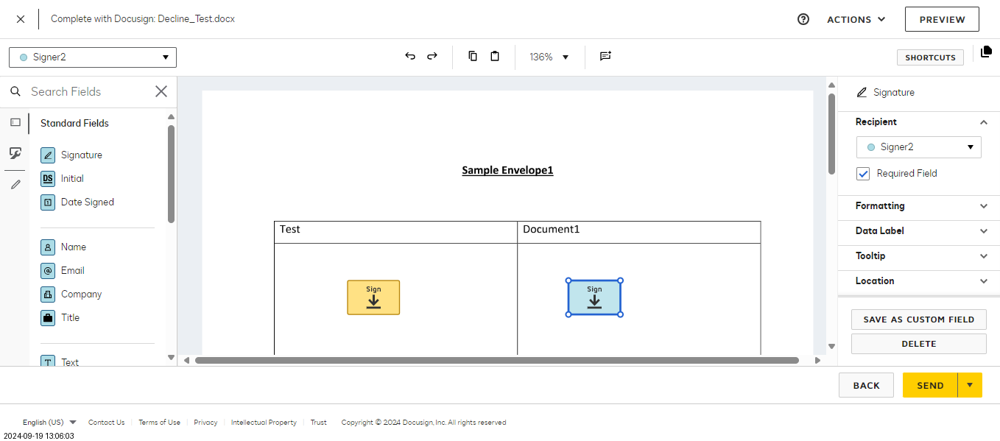 Complete with Docusign: Decline_Test.docx
ACTIONS
PREVIEW
Signer2
136%
SHORTCUTS
Search Fields
Standard Fields
Signature
DS Initial
1 Date Signed
Name
@ Email
Company
Title
T Text
Sample Envelope1
Test
Document1
Sign
Sign
Signature
Recipient
Signer2
Required Field
Formatting
Data Label
Tooltip
Location
SAVE AS CUSTOM FIELD
DELETE
BACK
SEND
English (US)
Contact Us
Terms of Use
Privacy
Intellectual Property
Trust
Copyright © 2024 Docusign, Inc. All rights reserved
2024-09-19 13:06:03